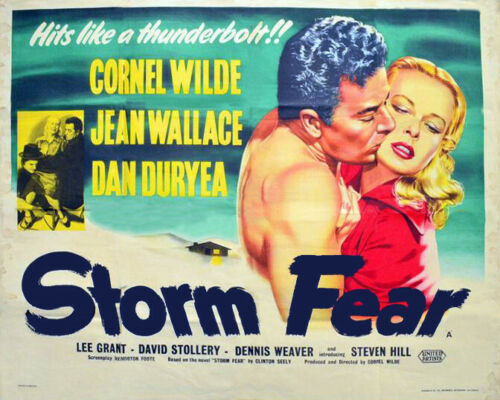 Hits like a thunderbolt!!
CORNEL WILDE
JEAN WALLACE
DAN DURYEA
Storm Fear
A
LEE GRANT - DAVID STOLLERY - DENNIS WEAVER and introducing STEVEN HILL
Screenplay by HORTON FOOTE Based on the novel "STORM FEAR" by CLINTON SEELY Produced and Directed by CORNEL WILDE
UNITED ARTISTS